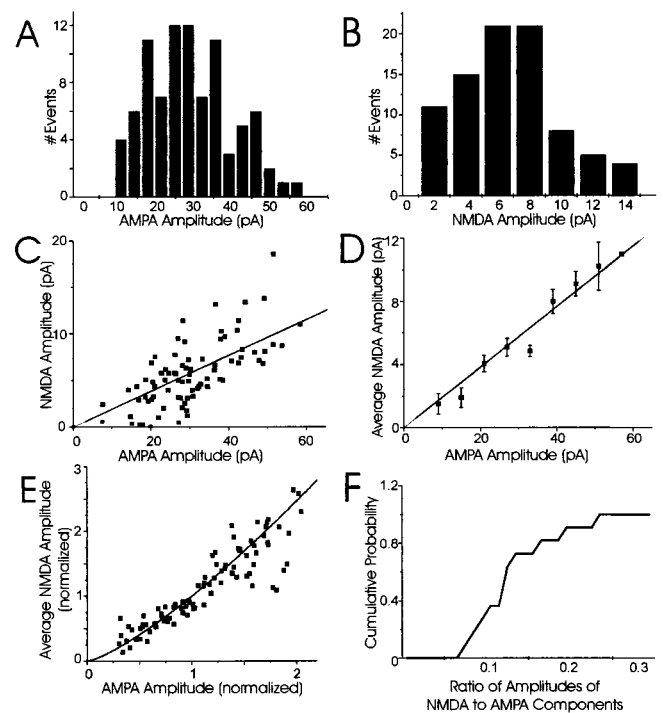 A
12
8
4
0
#Events
0 10 20 30 40 50 60
AMPA Amplitude (pA)
B
20
15
10
5
0
#Events
0 2 4 6 8 10 12 14
NMDA Amplitude (pA)
C
20
10
0
NMDA Amplitude (pA)
0 20 40 60
AMPA Amplitude (pA)
D
12
8
4
0
Average NMDA Amplitude (pA)
0 20 40 60
AMPA Amplitude (pA)
E
3
2
1
0
Average NMDA Amplitude
(normalized)
0 1 2
AMPA Amplitude (normalized)
F
1.2
0.8
0.4
0
Cumulative Probability
0.1 0.2 0.3
Ratio of Amplitudes of
NMDA to AMPA Components